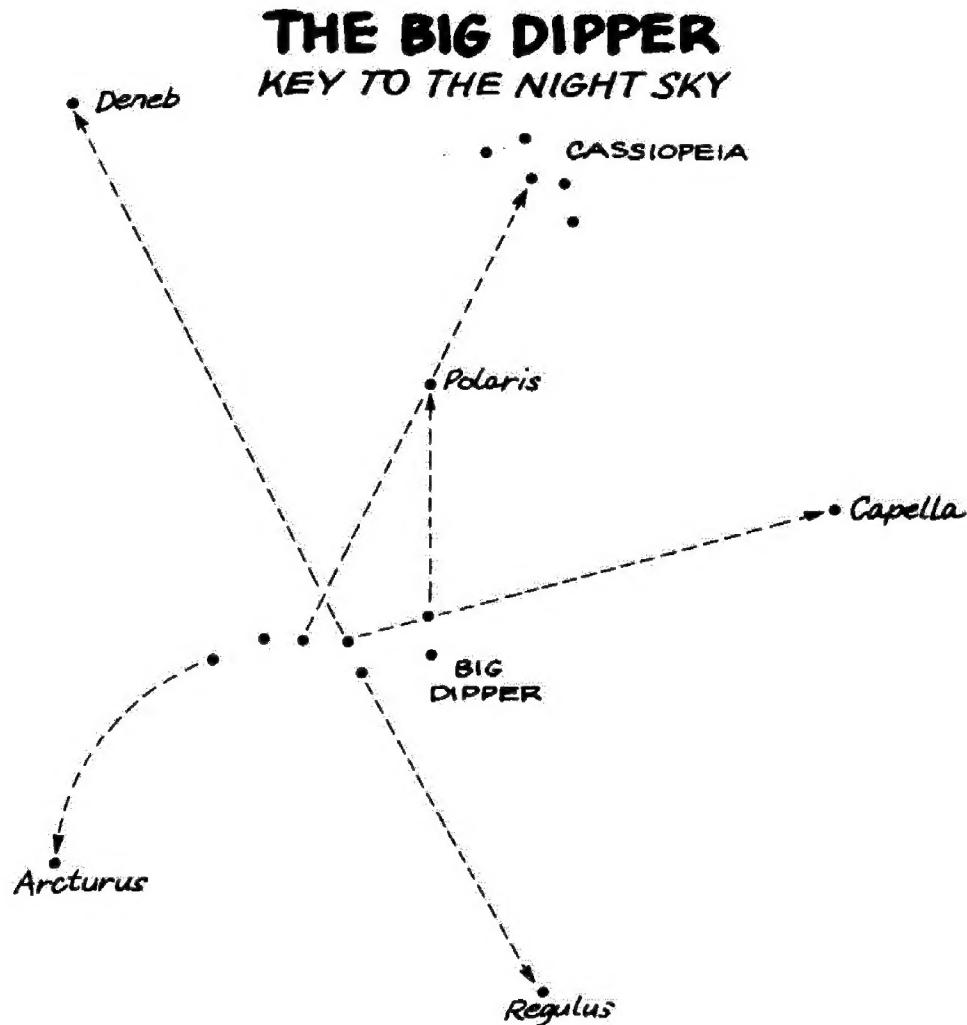 THE BIG DIPPER
KEY TO THE NIGHT SKY
Deneb
CASSIOPEIA
Polaris
Capella
BIG
DIPPER
Arcturus
Regulus